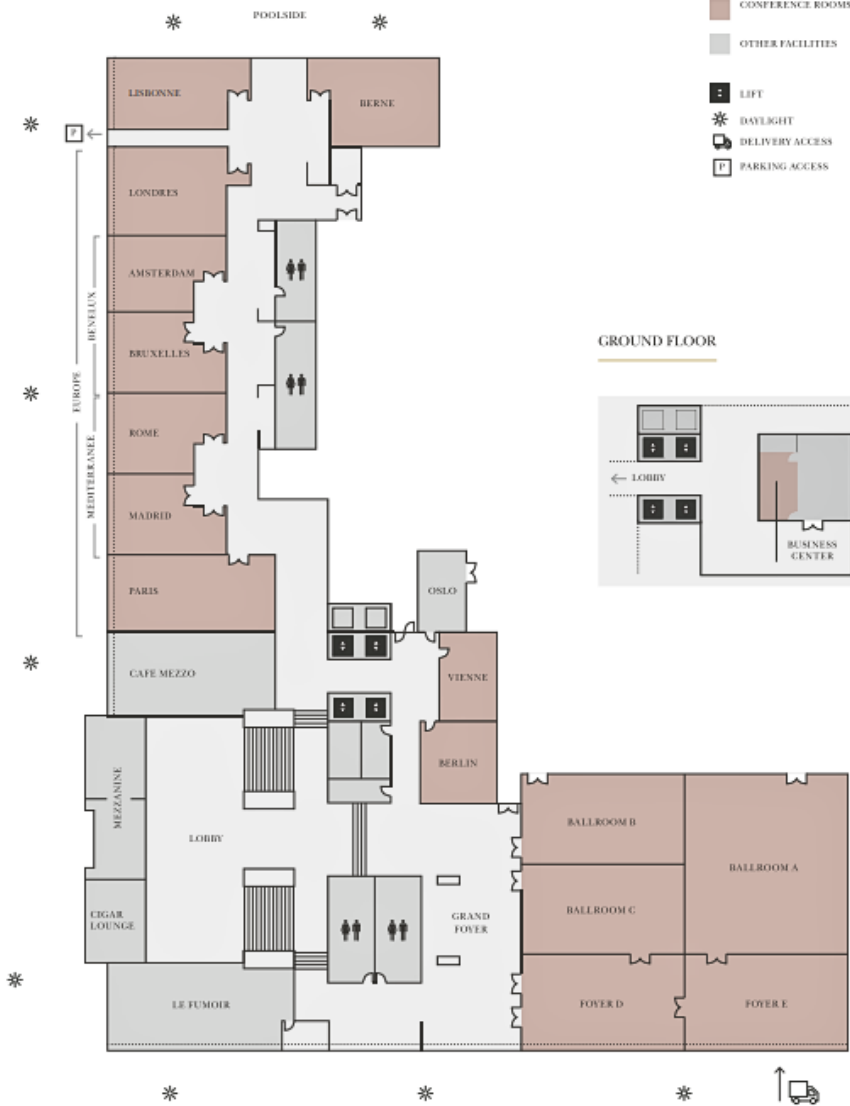 POOLSIDE
CONFERENCE ROOMS
OTHER FACILITIES
LIFT
DAYLIGHT
DELIVERY ACCESS
P PARKING ACCESS
LISBONNE
BERNE
P
LONDRES
AMSTERDAM
BENELUX
BRUXELLES
EUROPE
ROME
MEDITERRANEE
MADRID
PARIS
CAFE MEZZO
GROUND FLOOR
LOBBY
BUSINESS
CENTER
OSLO
VIENNE
BERLIN
MEZZANINE
LOBBY
CIGAR
LOUNGE
LE FUMOIR
GRAND
FOYER
BALLROOM B
BALLROOM A
BALLROOM C
FOYER D
FOYER E